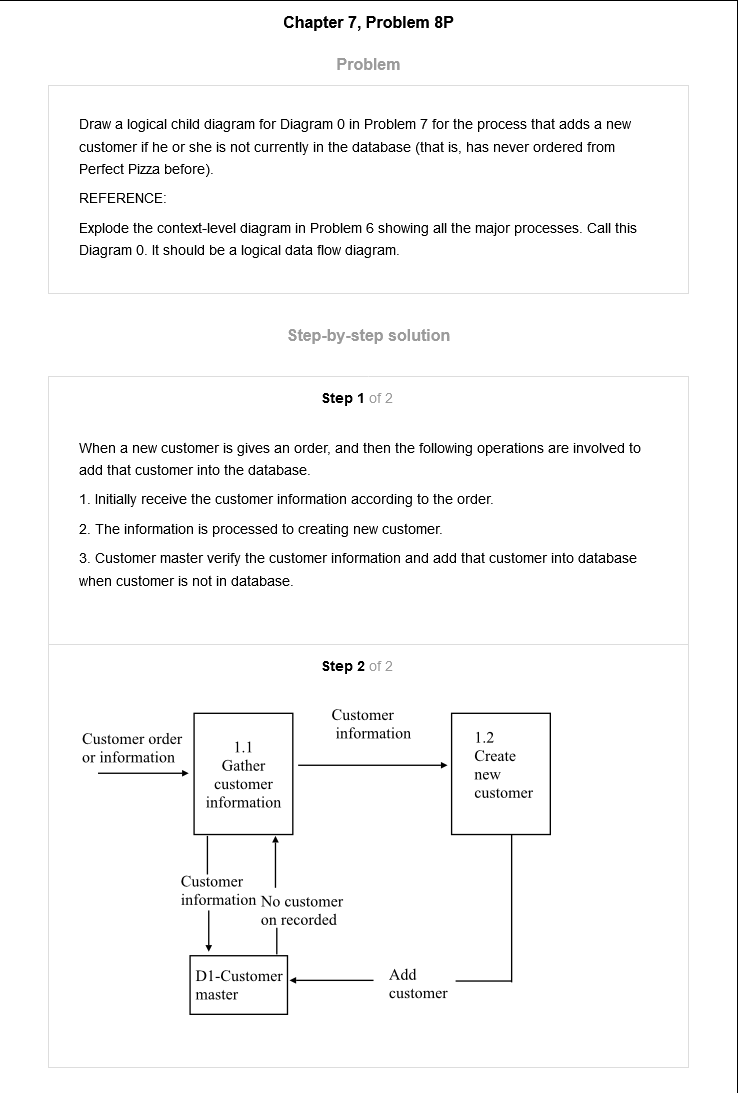 Chapter 7, Problem 8P
Problem
Draw a logical child diagram for Diagram 0 in Problem 7 for the process that adds a new
customer if he or she is not currently in the database (that is, has never ordered from
Perfect Pizza before).
REFERENCE:
Explode the context-level diagram in Problem 6 showing all the major processes. Call this
Diagram 0. It should be a logical data flow diagram.
Step-by-step solution
Step 1 of 2
When a new customer is gives an order, and then the following operations are involved to
add that customer into the database.
1. Initially receive the customer information according to the order.
2. The information is processed to creating new customer.
3. Customer master verify the customer information and add that customer into database
when customer is not in database.
Step 2 of 2
Customer order
or information
1.1
Gather
customer
information
Customer
information
1.2
Create
new
customer
Customer
information
No customer
on recorded
D1-Customer
master
Add
customer